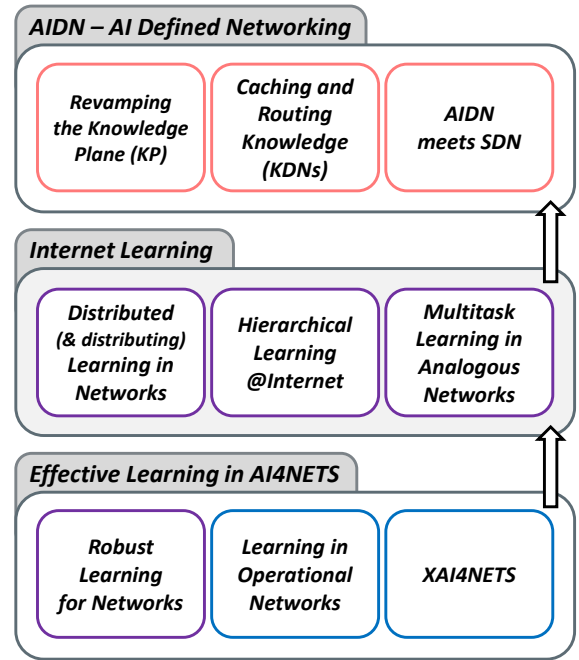 AIDN – AI Defined Networking
Revamping
the Knowledge
Plane (KP)
Caching and
Routing
Knowledge
(KDNs)
AIDN
meets SDN
Internet Learning
Distributed
(& distributing)
Learning in
Networks
Hierarchical
Learning
@Internet
Multitask
Learning in
Analogous
Networks
Effective Learning in AI4NETS
Robust
Learning
for Networks
Learning in
Operational
Networks
XAI4NETS